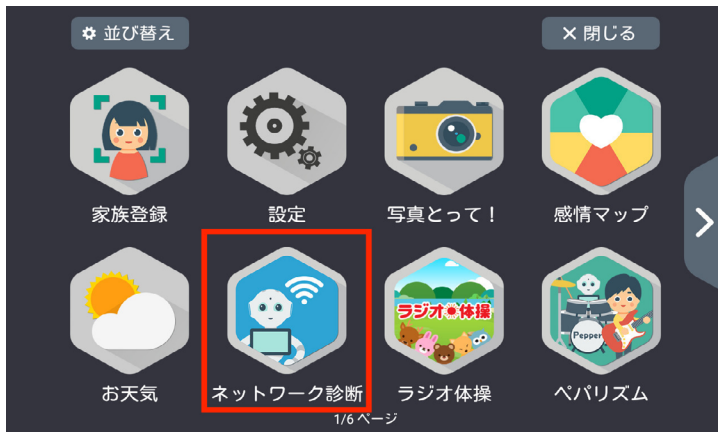 並び替え
閉じる
家族登録
設定
写真とって！
感情マップ
ラジオ体操
Pepper
お天気
ネットワーク診断
ラジオ体操
ペパリズム
1/6 ページ